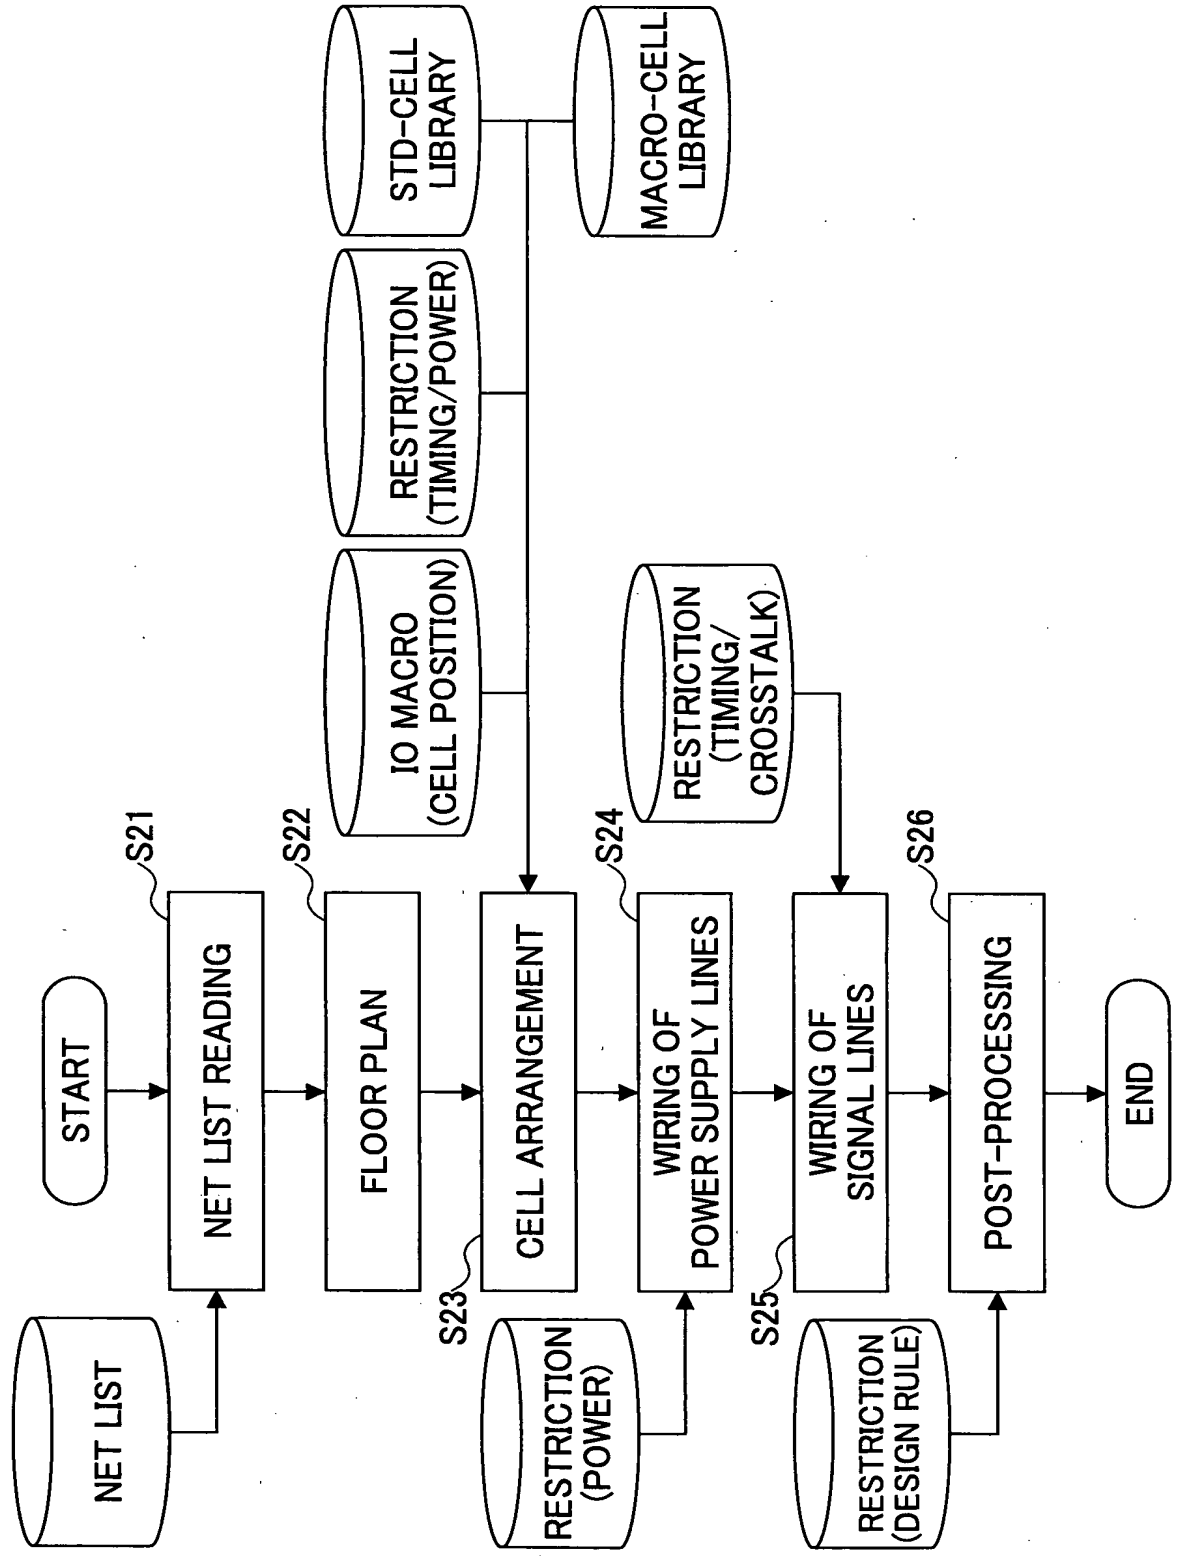 START
NET LIST
S21
NET LIST READING
S22
FLOOR PLAN
IO MACRO
(CELL POSITION)
RESTRICTION
(TIMING/POWER)
STD-CELL
LIBRARY
MACRO-CELL
LIBRARY
S23
CELL ARRANGEMENT
RESTRICTION
(POWER)
S24
WIRING OF
POWER SUPPLY LINES
RESTRICTION
(TIMING/
CROSSTALK)
S25
WIRING OF
SIGNAL LINES
RESTRICTION
(DESIGN RULE)
S26
POST-PROCESSING
END